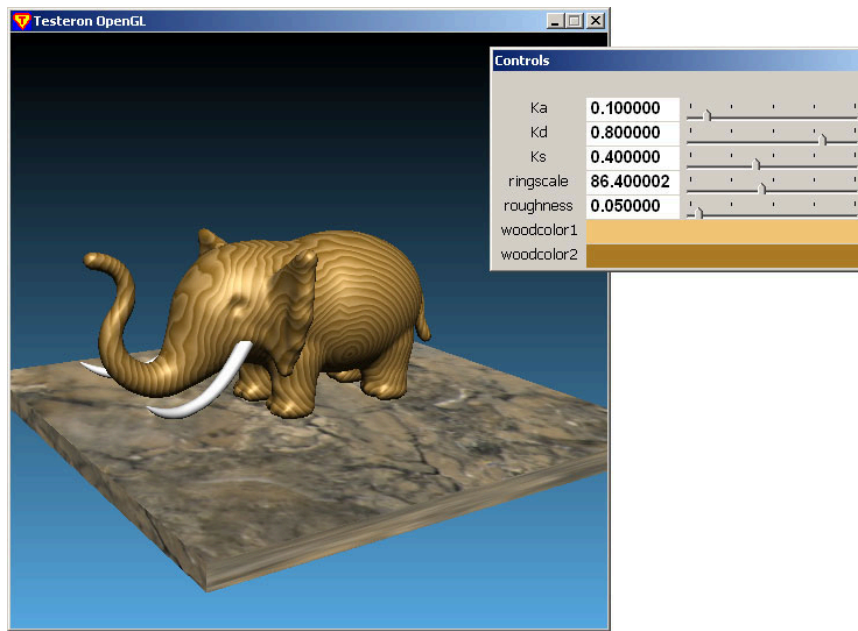 Testeron OpenGL
Controls
Ka 0.100000
Kd 0.800000
Ks 0.400000
ringscale 86.400002
roughness 0.050000
woodcolor1
woodcolor2